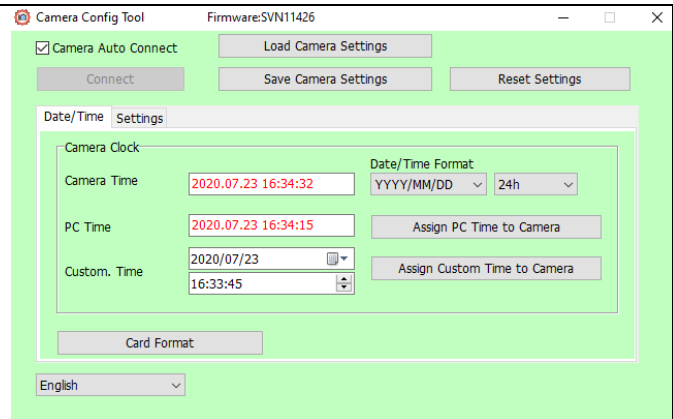 Camera Config Tool Firmware:SVN11426
Camera Auto Connect Load Camera Settings
Connect Save Camera Settings Reset Settings
Date/Time Settings
Camera Clock
Date/Time Format
Camera Time 2020.07.23 16:34:32 YYYY/MM/DD 24h
PC Time 2020.07.23 16:34:15 Assign PC Time to Camera
2020/07/23
Custom. Time Assign Custom Time to Camera
16:33:45
Card Format
English